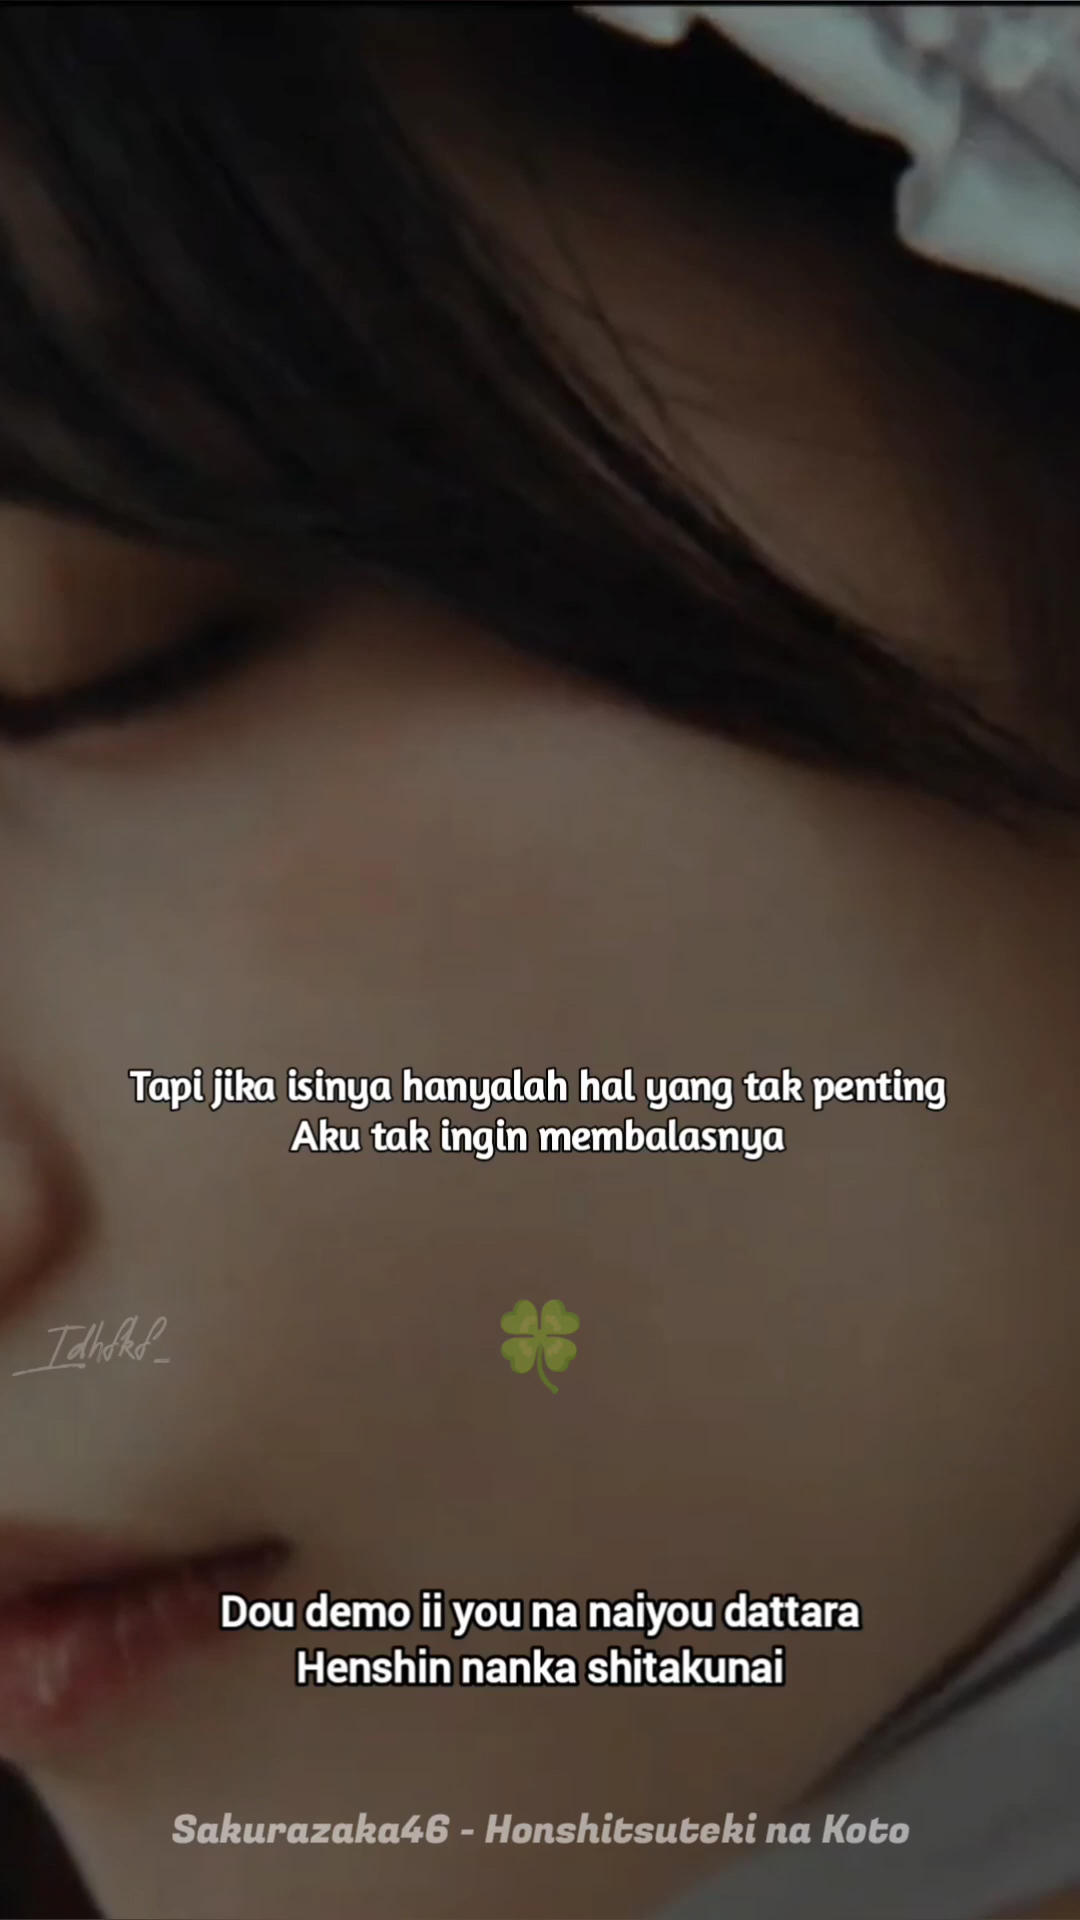 Tapi jika isinya hanyalah hal yang tak penting
Aku tak ingin membalasnya
Idhfkf_
Dou demo ii you na naiyou dattara
Henshin nanka shitakunai
Sakurazaka46 - Honshitsuteki na Koto